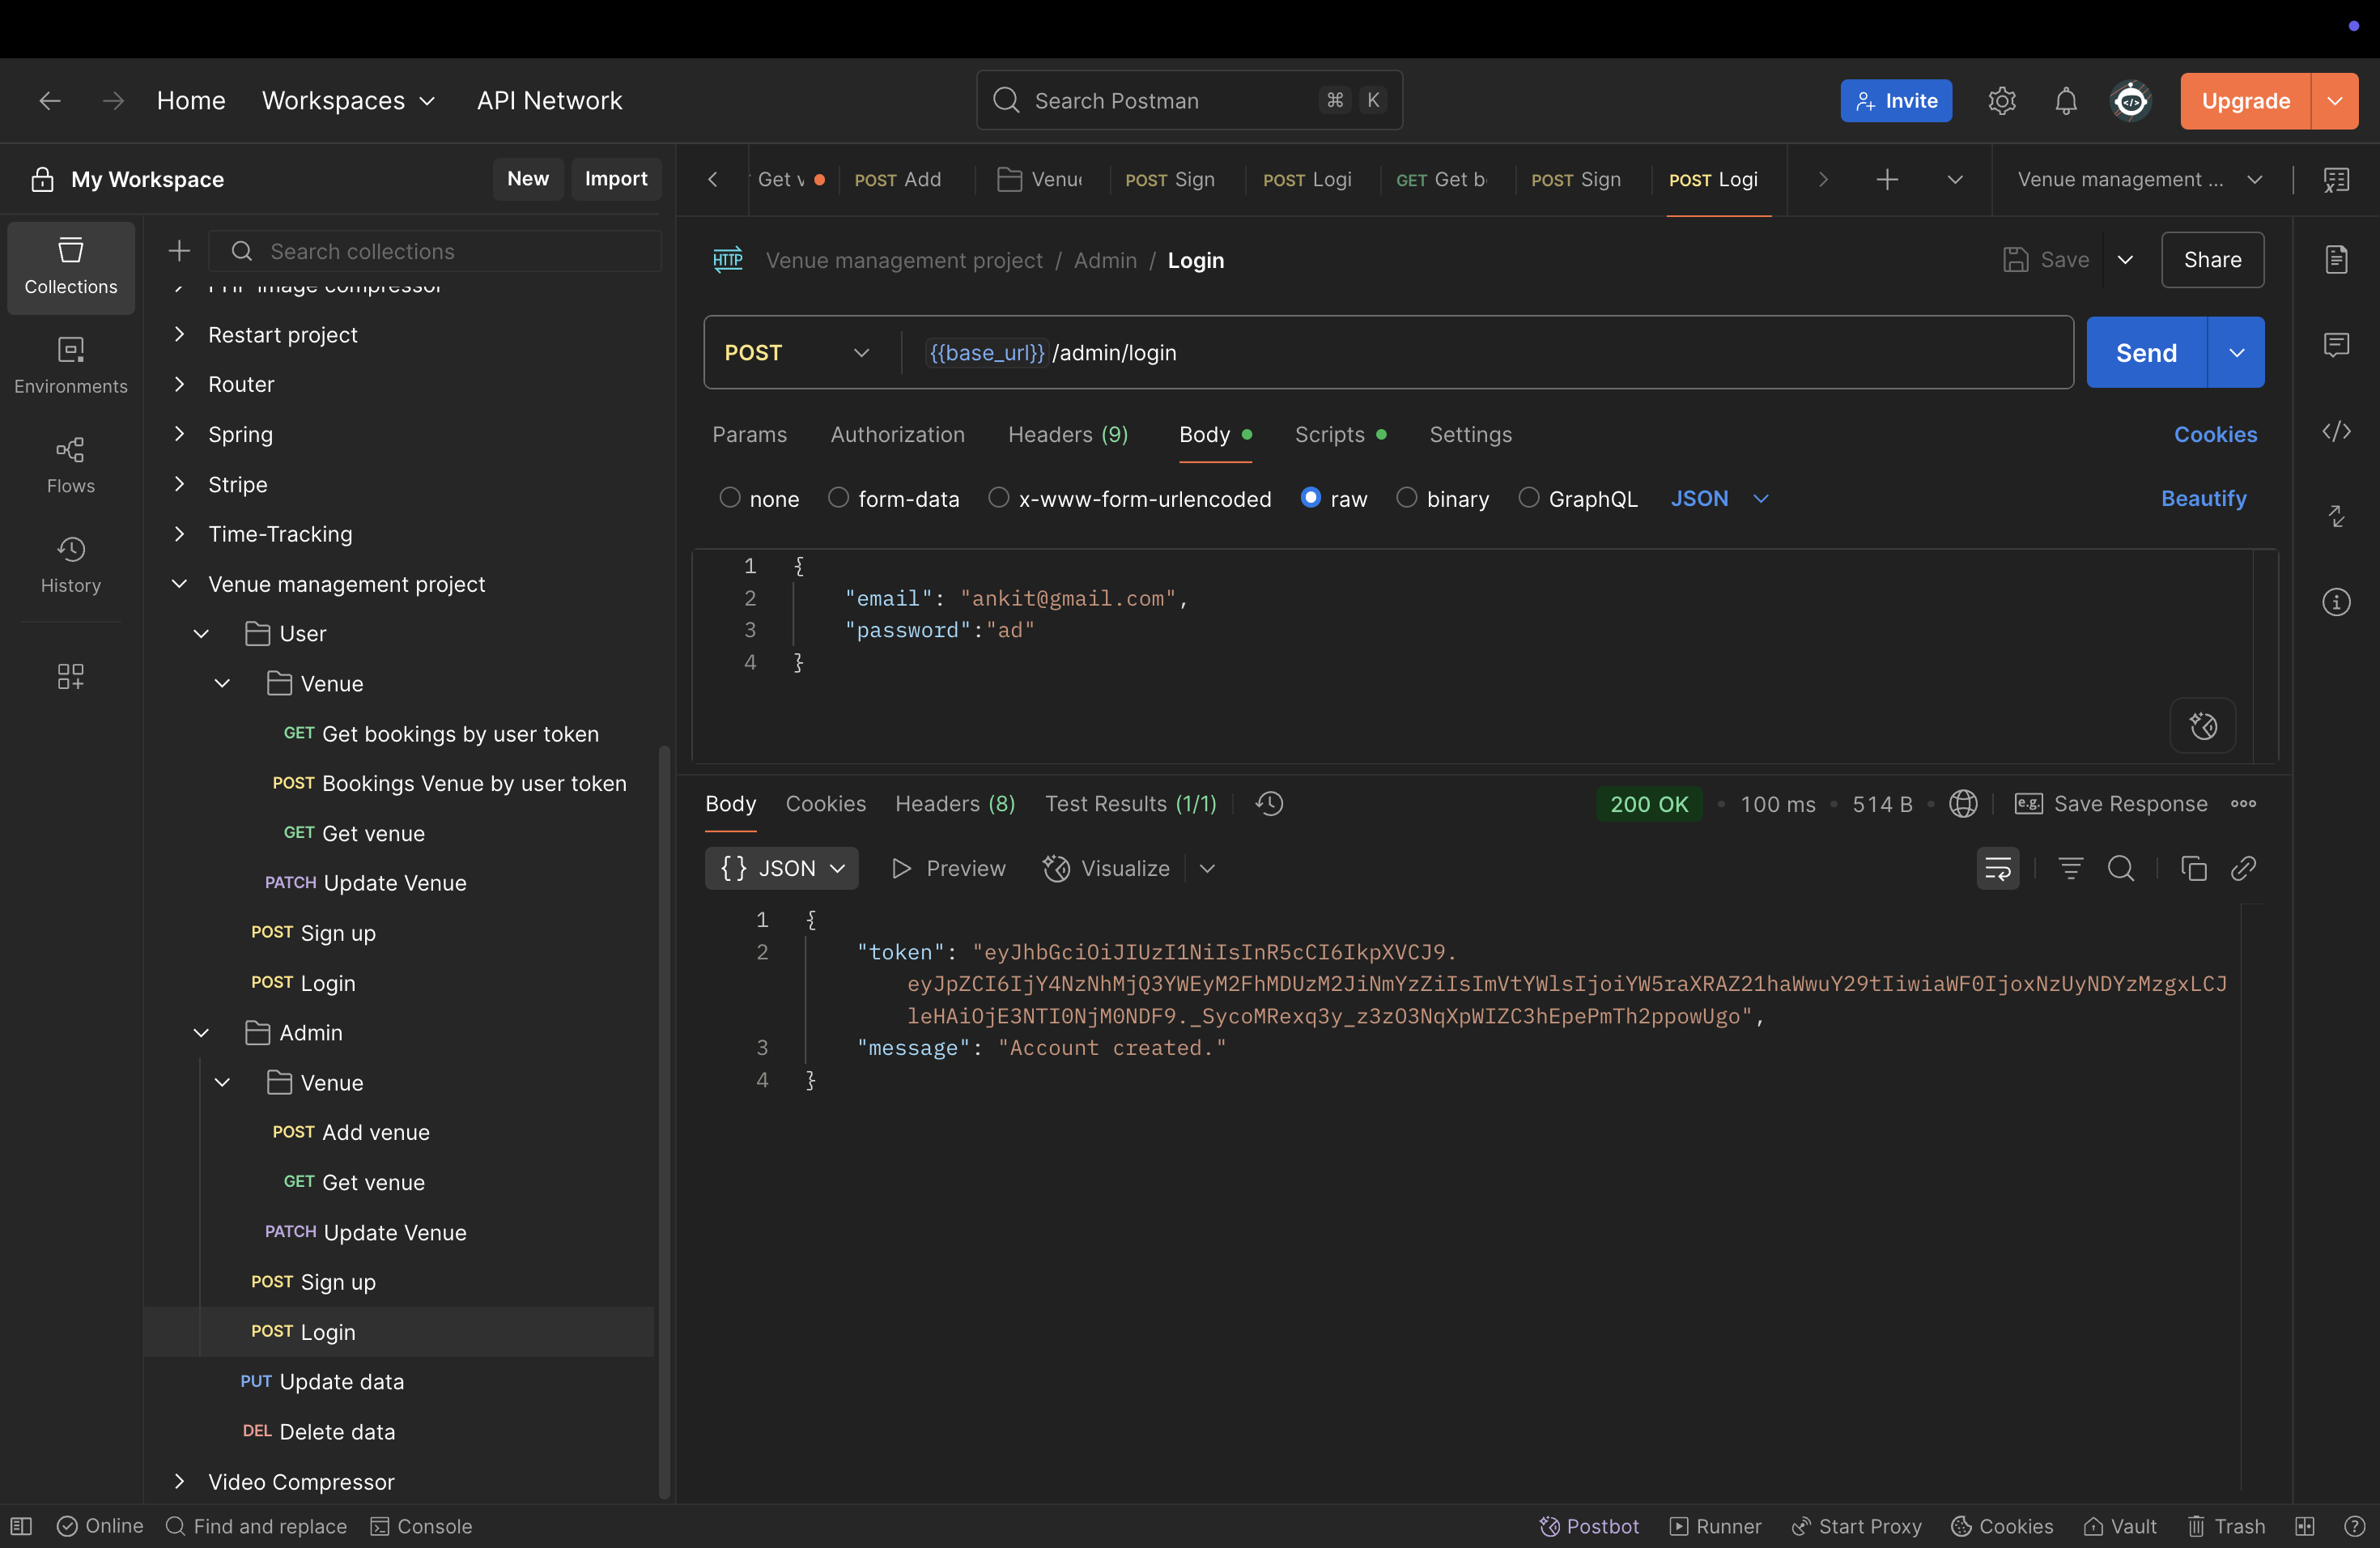 Home Workspaces API Network Search Postman ⌘ K Invite Upgrade
My Workspace New Import
Get v POST Add Venu POST Sign POST Logi GET Get b POST Sign POST Logi Venue management ...
Collections
Environments
Flows
History
Search collections
PHP image compressor
Restart project
Router
Spring
Stripe
Time-Tracking
Venue management project
User
Venue
GET Get bookings by user token
POST Bookings Venue by user token
GET Get venue
PATCH Update Venue
POST Sign up
POST Login
Admin
Venue
POST Add venue
GET Get venue
PATCH Update Venue
POST Sign up
POST Login
PUT Update data
DEL Delete data
Video Compressor
HTTP Venue management project / Admin / Login Save Share
POST {{base_url}}/admin/login Send
Params Authorization Headers (9) Body Scripts Settings Cookies
none form-data x-www-form-urlencoded raw binary GraphQL JSON Beautify
1 {
2 "email": "ankit@gmail.com",
3 "password":"ad"
4 }
Body Cookies Headers (8) Test Results (1/1) 200 OK • 100 ms • 514 B • e.g. Save Response
{} JSON Preview Visualize
1 {
2 "token": "eyJhbGciOiJIUzI1NiIsInR5cCI6IkpXVCJ9.
eyJpZCI6IjY4NzNhMjQ3YWEyM2FhMDUzM2JiNmYzZiIsImVtYWlsIjoiYW5raXRAZ21haWwuY29tIiwiaWF0IjoxNzUyNDYzMzgxLCJ
leHAiOjE3NTI0NjM0NDF9._SycoMRexq3y_z3zO3NqXpWIZC3hEpePmTh2ppowUgo",
3 "message": "Account created."
4 }
Online Find and replace Console Postbot Runner Start Proxy Cookies Vault Trash